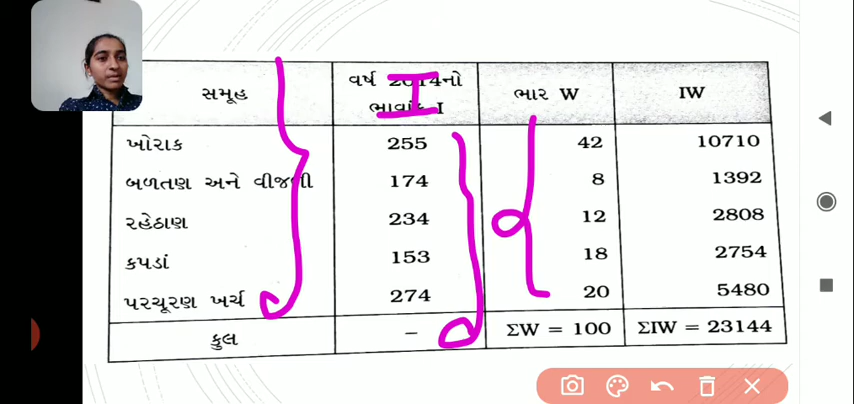 સમૂહ વર્ષ 2014નો ભાવાંક I ભાર W IW
ખોરાક 255 42 10710
બળતણ અને વીજળી 174 8 1392
રહેઠાણ 234 12 2808
કપડાં 153 18 2754
પરચૂરણ ખર્ચ 274 20 5480
કુલ – ΣW = 100 ΣIW = 23144
I